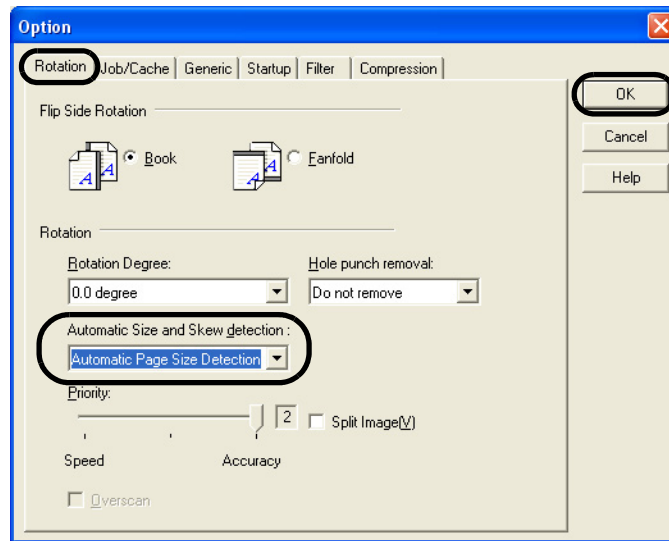 Option
Rotation Job/Cache Generic Startup Filter Compression
OK
Cancel
Help
Flip Side Rotation
A A Book A A Fanfold
Rotation
Rotation Degree: Hole punch removal:
0.0 degree Do not remove
Automatic Size and Skew detection :
Automatic Page Size Detection
Priority:
2 Split Image(V)
Speed Accuracy
Overscan